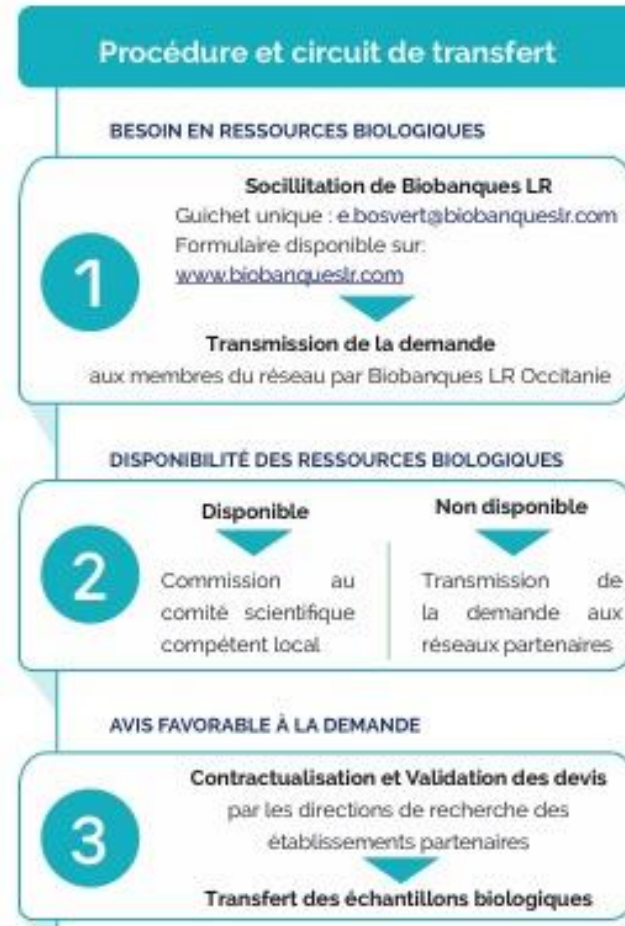 Procédure et circuit de transfert
BESOIN EN RESSOURCES BIOLOGIQUES
1
Socillitation de Biobanques LR
Guichet unique : e.bosvert@biobanqueslr.com
Formulaire disponible sur:
www.biobanqueslr.com
Transmission de la demande
aux membres du réseau par Biobanques LR Occitanie
DISPONIBILITÉ DES RESSOURCES BIOLOGIQUES
2
Disponible
Commission au
comité scientifique
compétent local
Non disponible
Transmission de
la demande aux
réseaux partenaires
AVIS FAVORABLE À LA DEMANDE
3
Contractualisation et Validation des devis
par les directions de recherche des
établissements partenaires
Transfert des échantillons biologiques